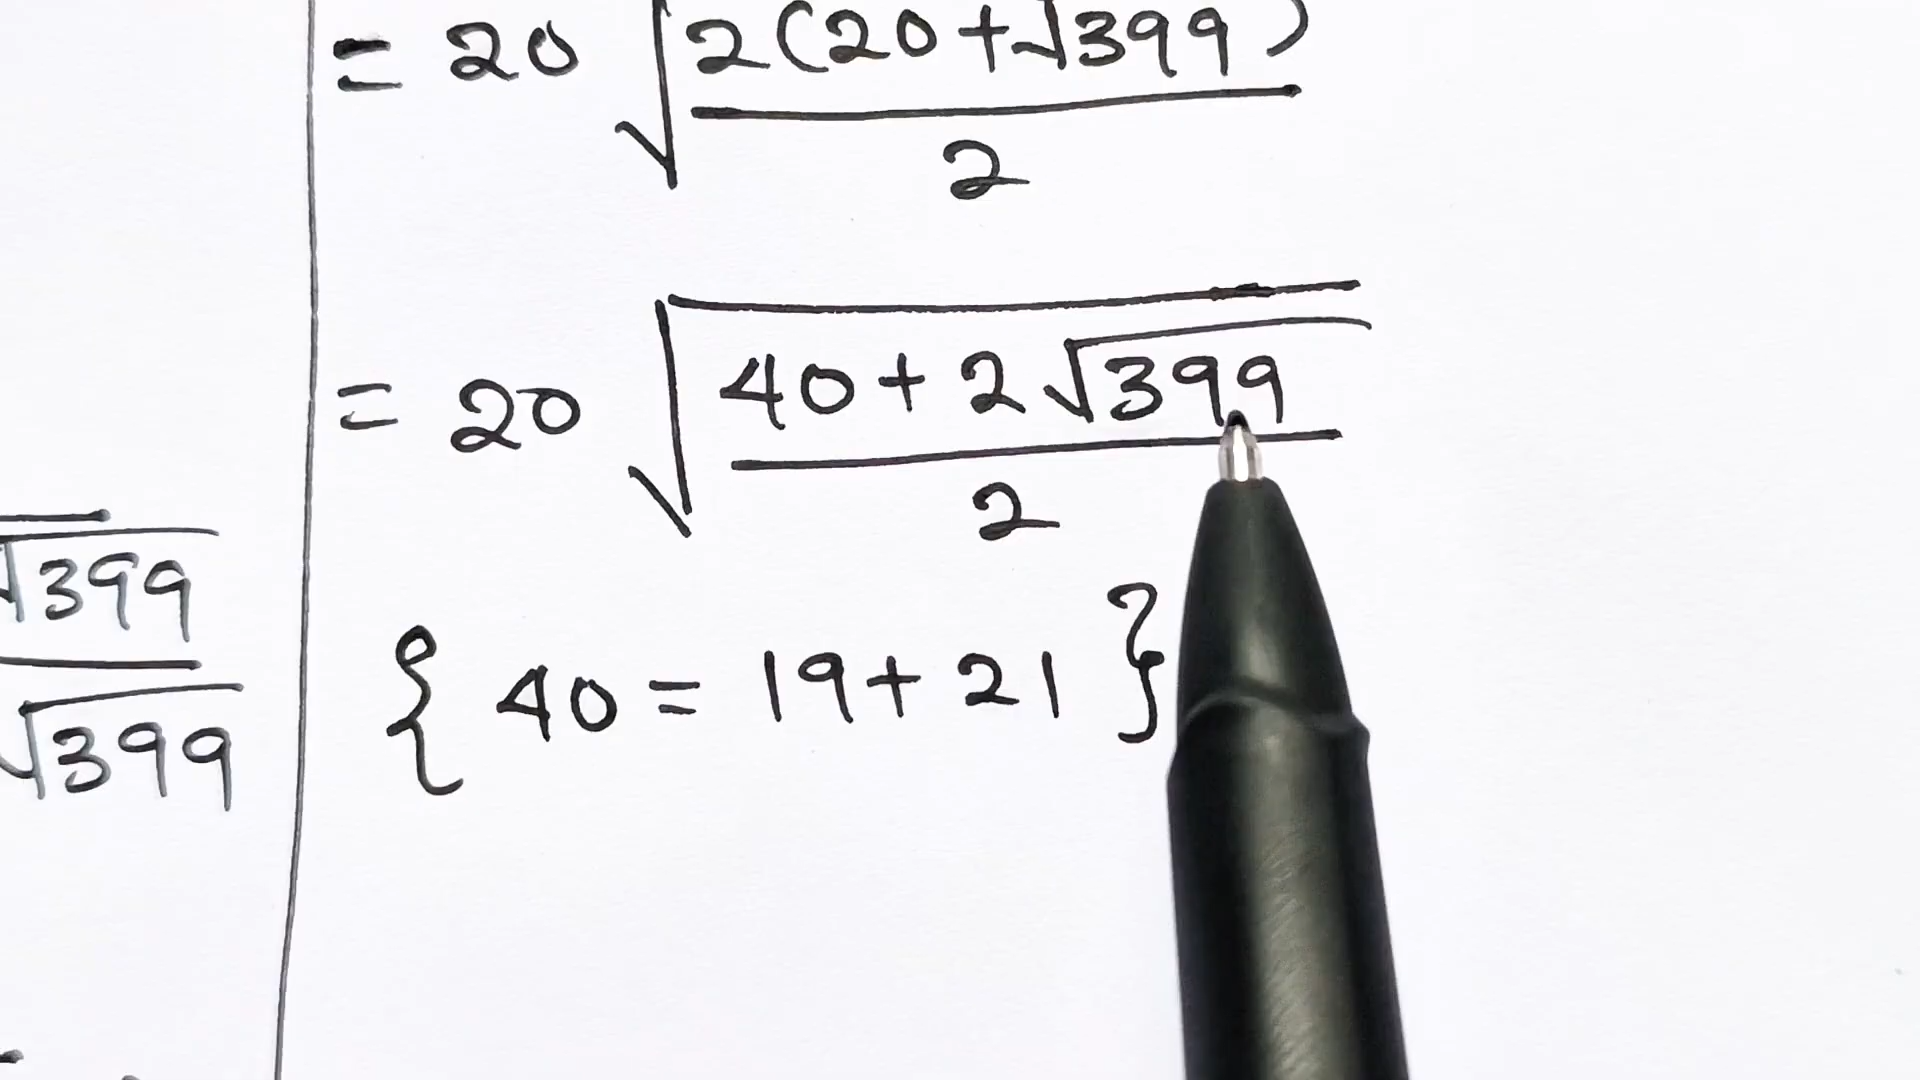 √399
√399
= 20 √(2(20+√399)/2)
= 20 √((40 + 2√399)/2)
{ 40 = 19 + 21 }